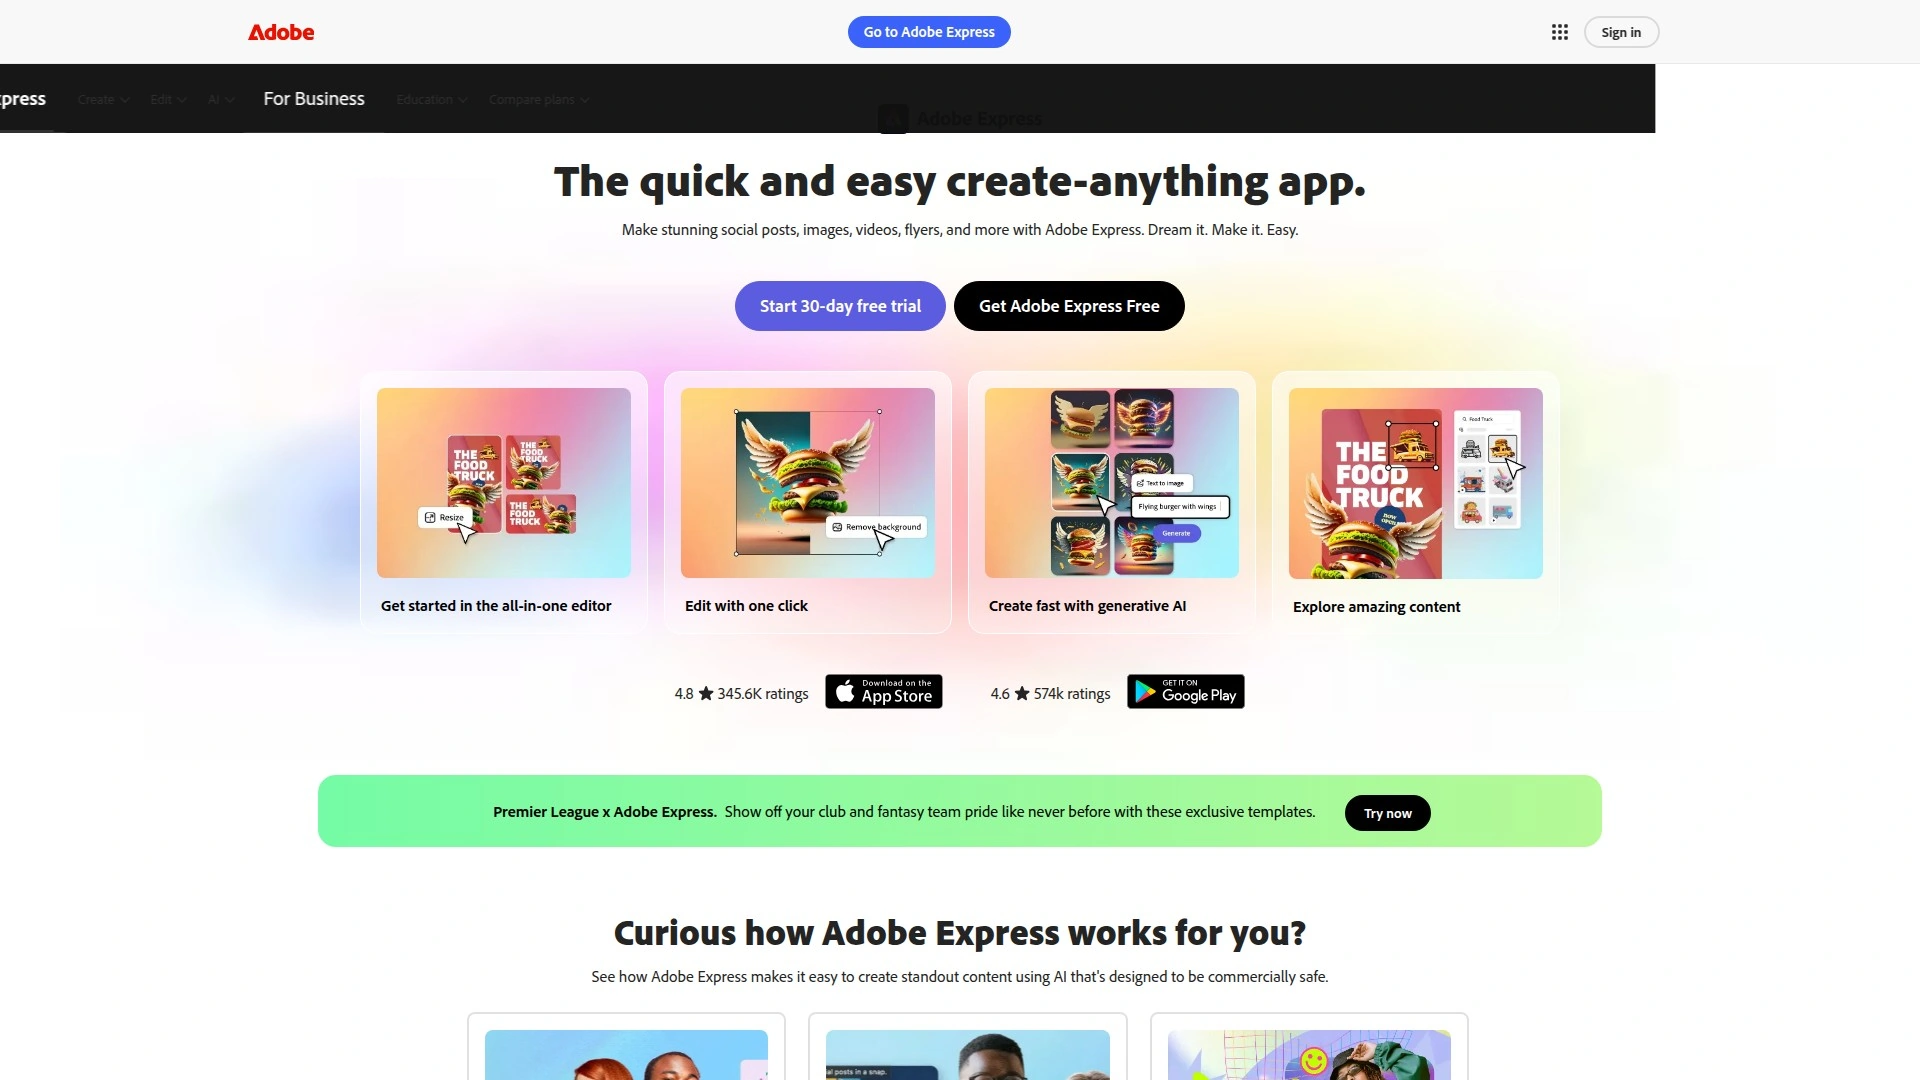 Adobe
Go to Adobe Express
Sign in
press
Create
Edit
AI
For Business
Education
Compare plans
Adobe Express
The quick and easy create-anything app.
Make stunning social posts, images, videos, flyers, and more with Adobe Express. Dream it. Make it. Easy.
Start 30-day free trial
Get Adobe Express Free
THE
FOOD
TRUCK
THE
FOOD
TRUCK
THE
FOOD
TRUCK
Resize
Get started in the all-in-one editor
Remove background
Edit with one click
Text to image
Flying burger with wings
Generate
Create fast with generative AI
THE
FOOD
TRUCK
NOW
OPEN
Food Truck
Explore amazing content
4.8 ★ 345.6K ratings
Download on the
App Store
4.6 ★ 574k ratings
GET IT ON
Google Play
Premier League x Adobe Express. Show off your club and fantasy team pride like never before with these exclusive templates.
Try now
Curious how Adobe Express works for you?
See how Adobe Express makes it easy to create standout content using AI that's designed to be commercially safe.
ial posts in a snap.